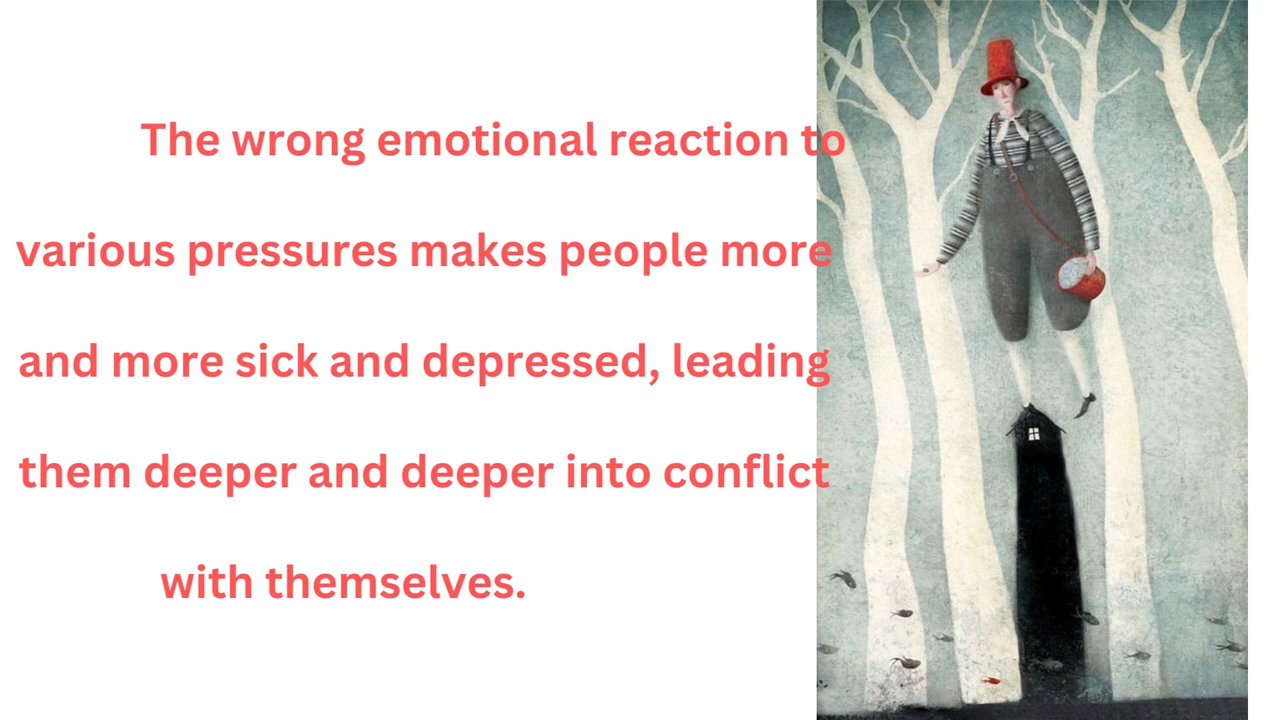 The wrong emotional reaction to
various pressures makes people more
and more sick and depressed, leading
them deeper and deeper into conflict
with themselves.